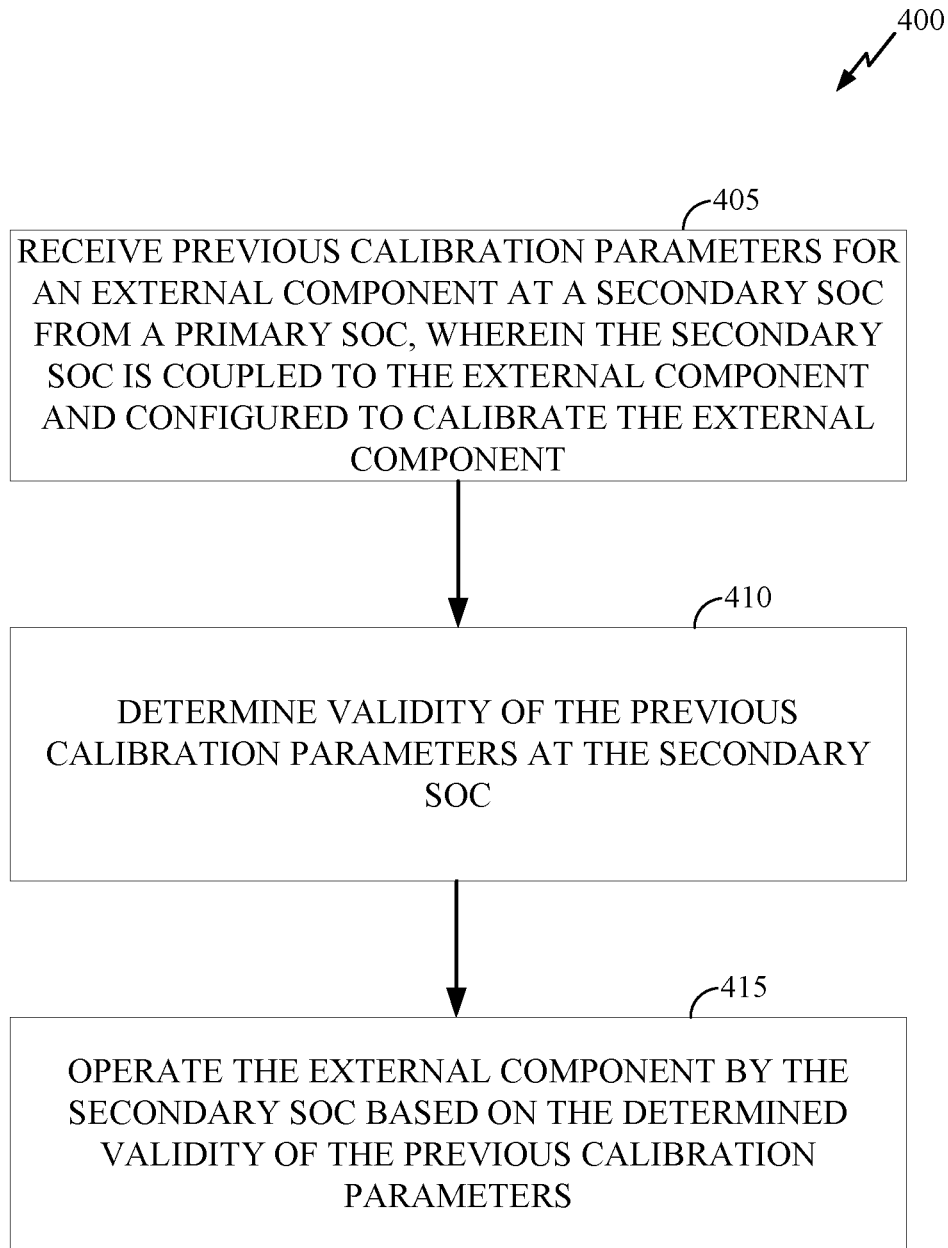 400
405
RECEIVE PREVIOUS CALIBRATION PARAMETERS FOR
AN EXTERNAL COMPONENT AT A SECONDARY SOC
FROM A PRIMARY SOC, WHEREIN THE SECONDARY
SOC IS COUPLED TO THE EXTERNAL COMPONENT
AND CONFIGURED TO CALIBRATE THE EXTERNAL
COMPONENT
410
DETERMINE VALIDITY OF THE PREVIOUS
CALIBRATION PARAMETERS AT THE SECONDARY
SOC
415
OPERATE THE EXTERNAL COMPONENT BY THE
SECONDARY SOC BASED ON THE DETERMINED
VALIDITY OF THE PREVIOUS CALIBRATION
PARAMETERS